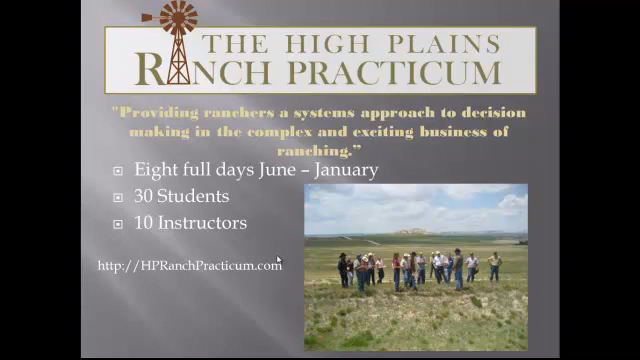 THE HIGH PLAINS
RANCH PRACTICUM
"Providing ranchers a systems approach to decision
making in the complex and exciting business of
ranching."
Eight full days June – January
30 Students
10 Instructors
http://HPRanchPracticum.com